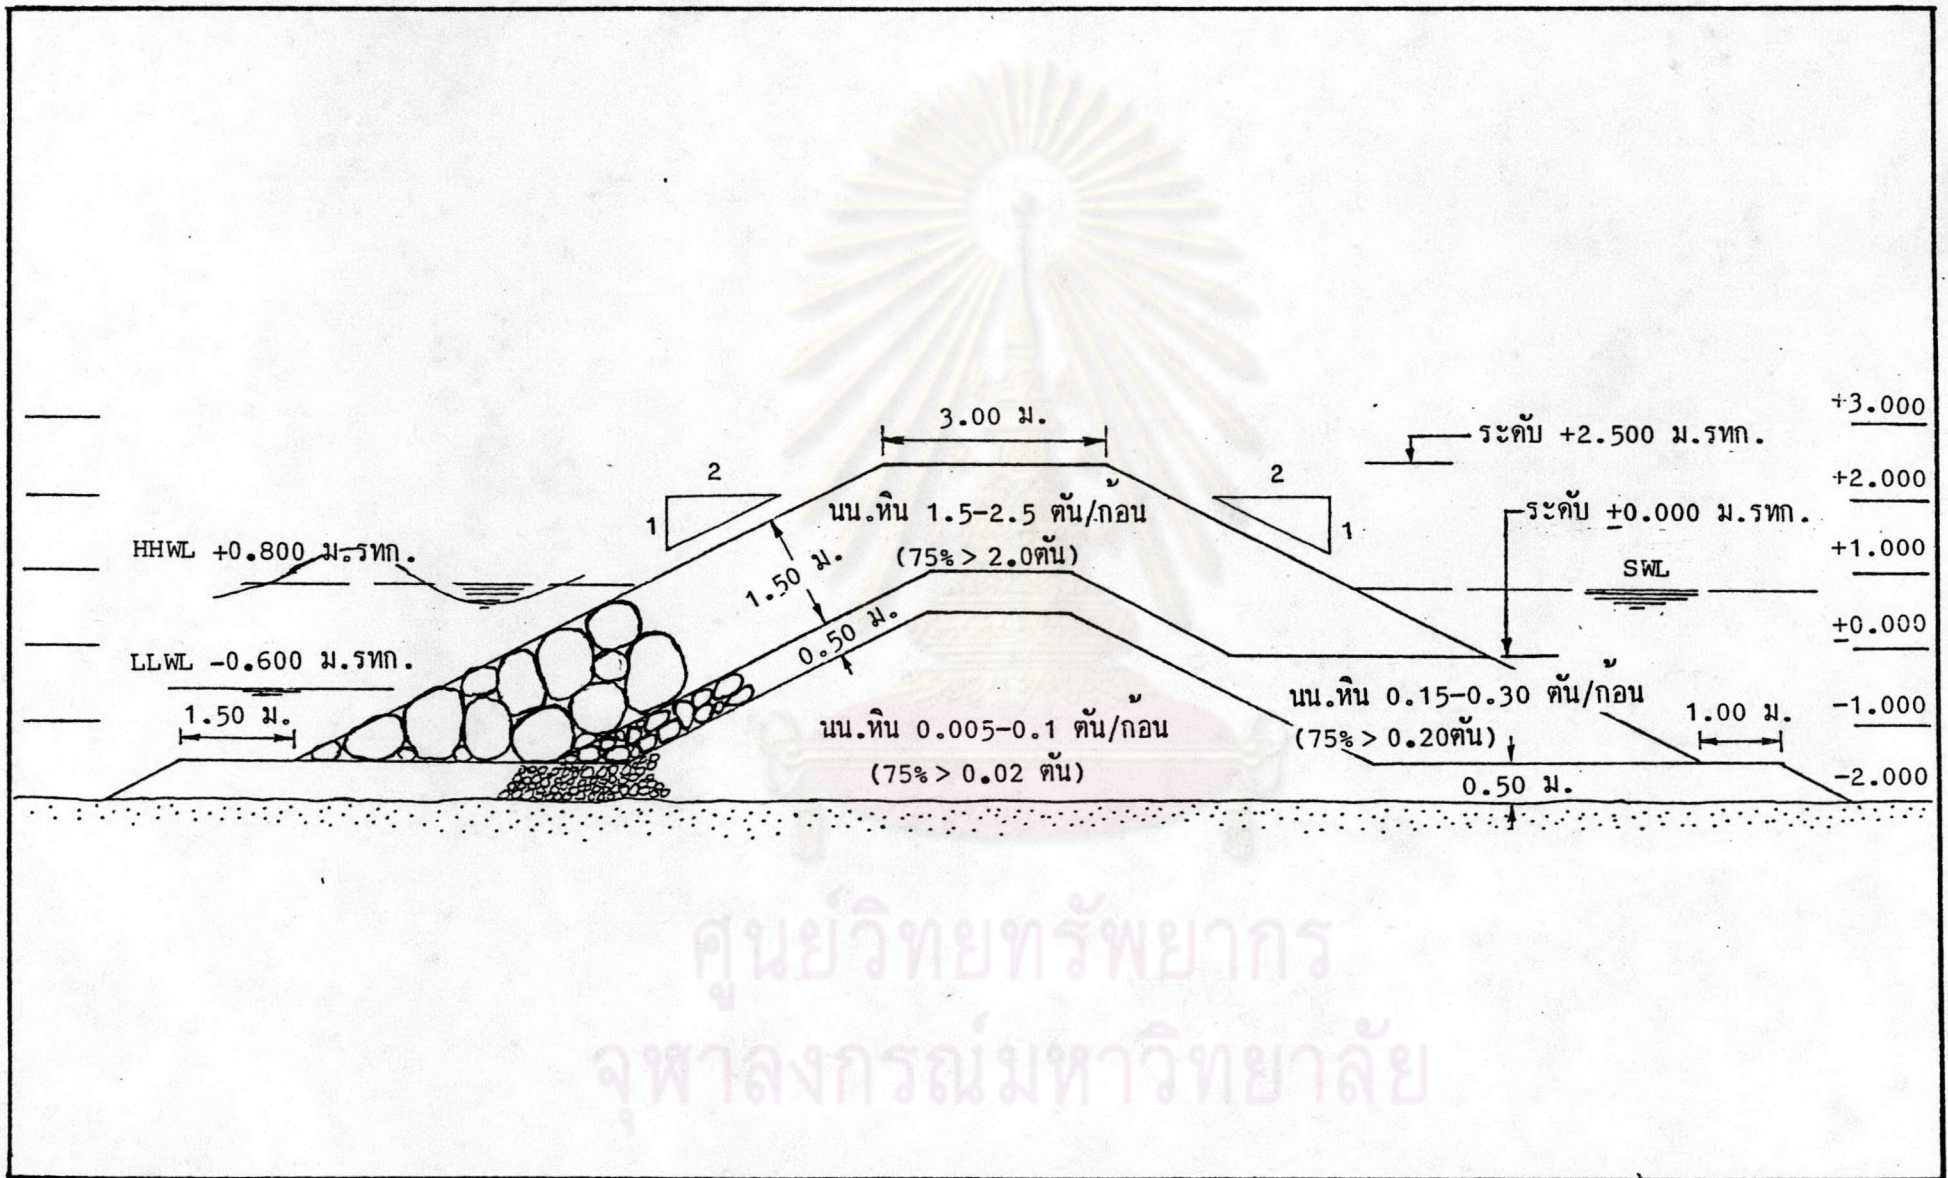 3.00 ม.
+3.000
ระดับ +2.500 ม.รทก.
2
2
+2.000
1
นน.หิน 1.5-2.5 ตัน/ก้อน
ระดับ ±0.000 ม.รทก.
1
HHWL +0.800 ม.รทก.
1.50 ม.
(75% > 2.0ตัน)
+1.000
SWL
0.50 ม.
±0.000
LLWL -0.600 ม.รทก.
1.50 ม.
นน.หิน 0.15-0.30 ตัน/ก้อน
นน.หิน 0.005-0.1 ตัน/ก้อน
(75% > 0.20ตัน)
1.00 ม.
-1.000
(75% > 0.02 ตัน)
0.50 ม.
-2.000
ศูนย์วิทยทรัพยากร
จุฬาลงกรณ์มหาวิทยาลัย